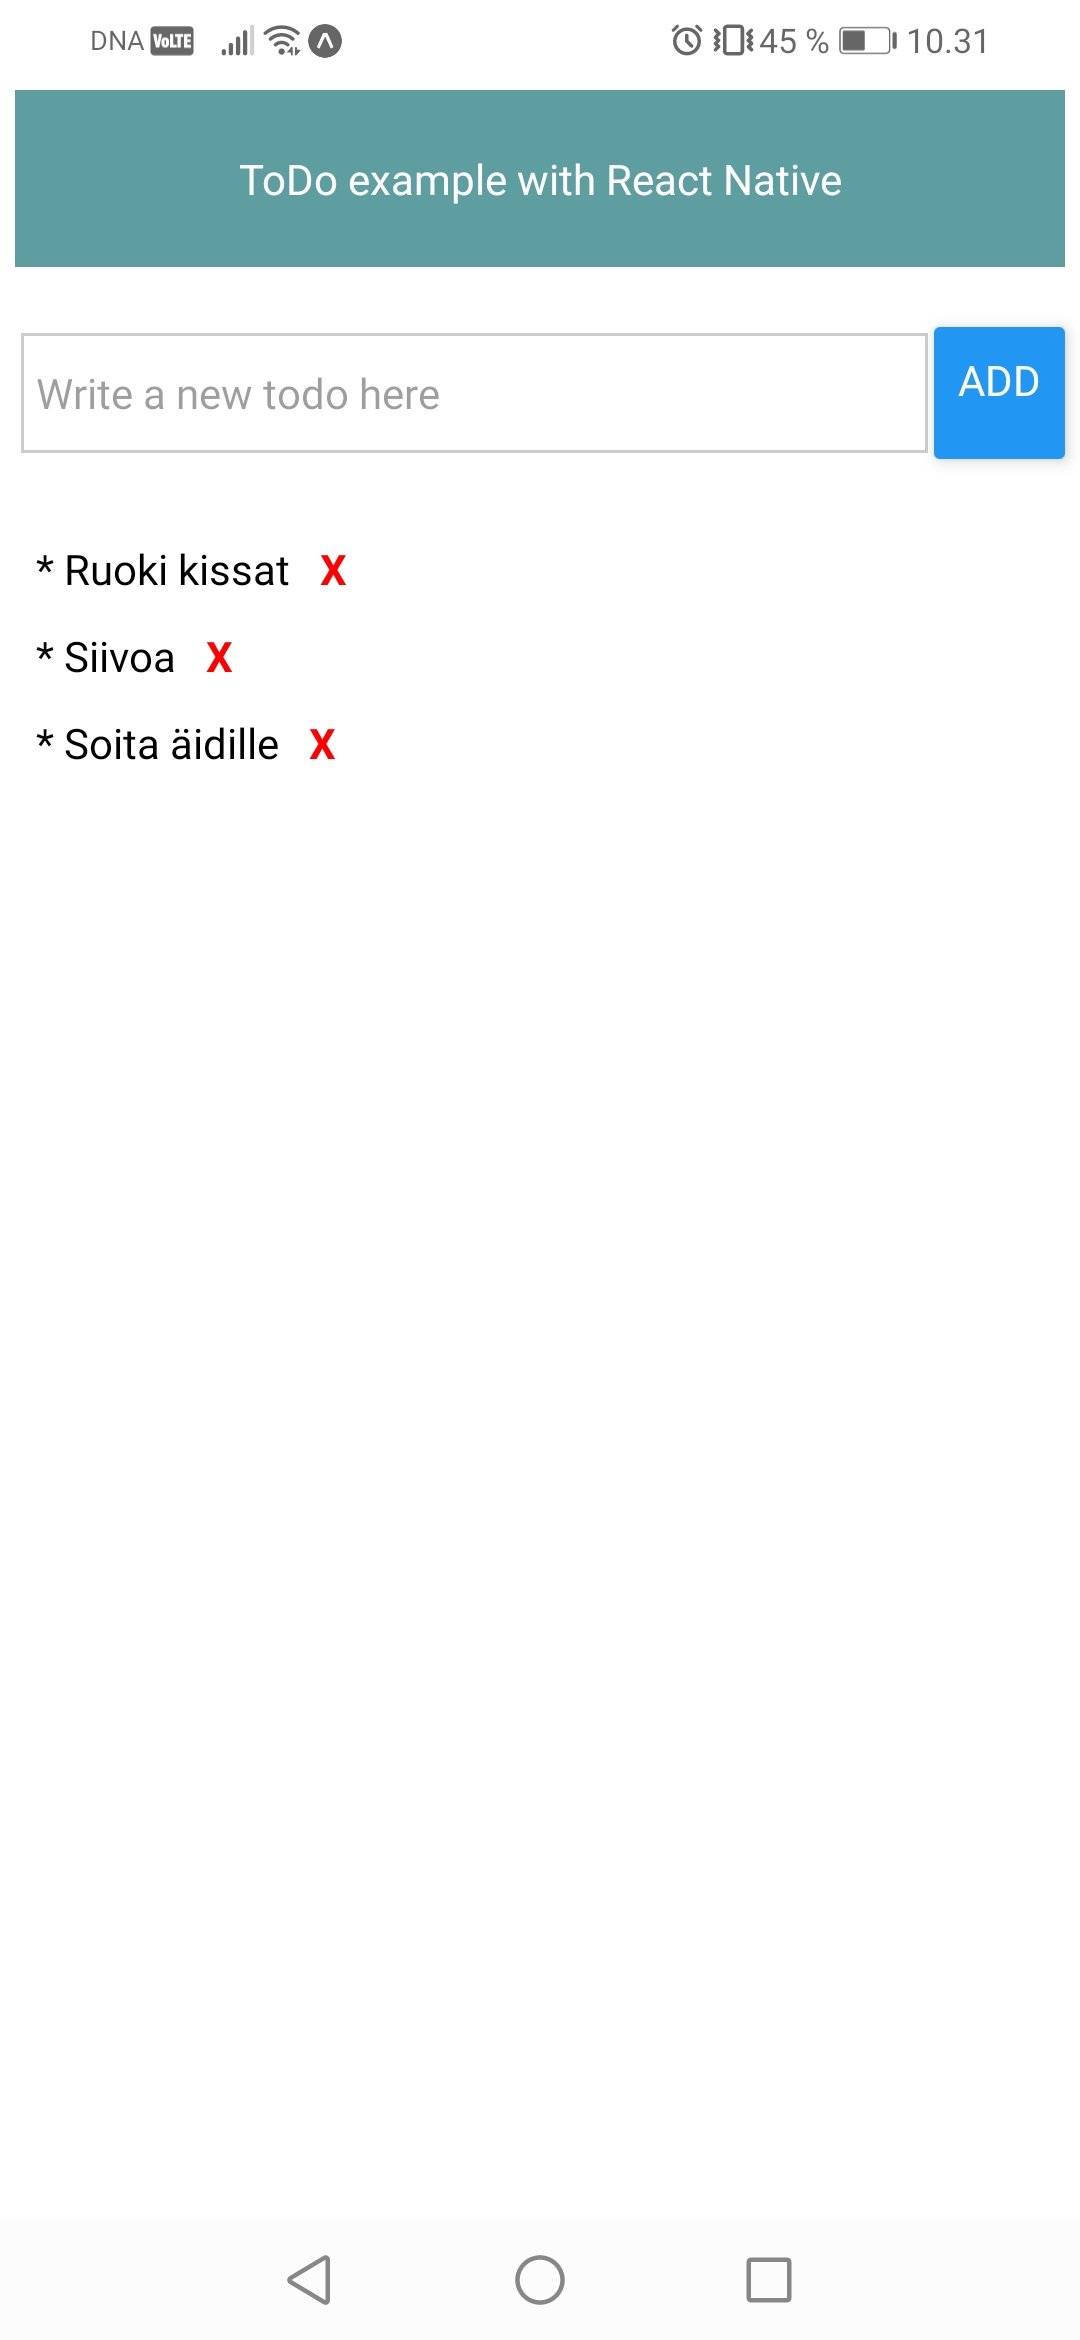 DNA VoLTE 45 % 10.31
ToDo example with React Native
Write a new todo here ADD
* Ruoki kissat X
* Siivoa X
* Soita äidille X